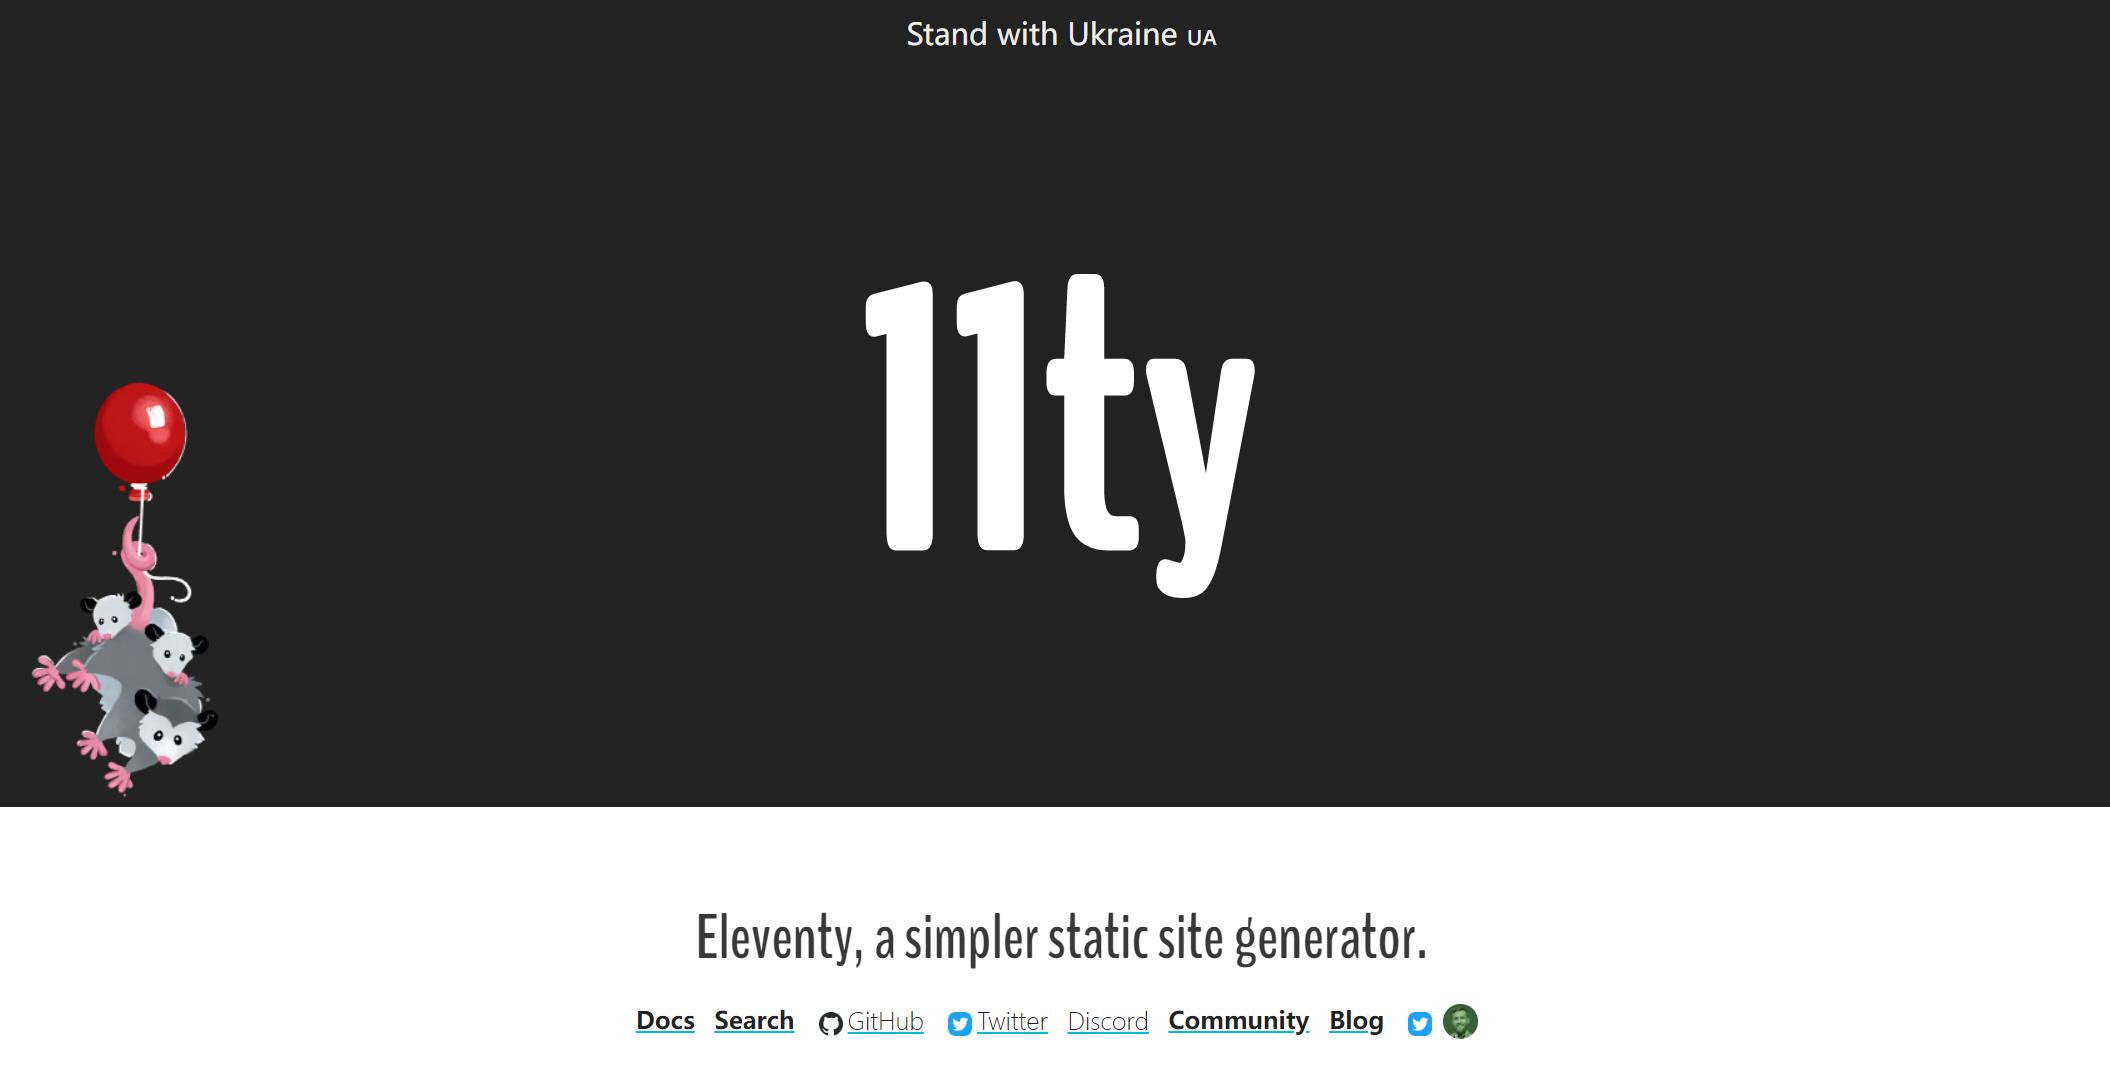 Stand with Ukraine UA
11ty
Eleventy, a simpler static site generator.
Docs Search GitHub Twitter Discord Community Blog